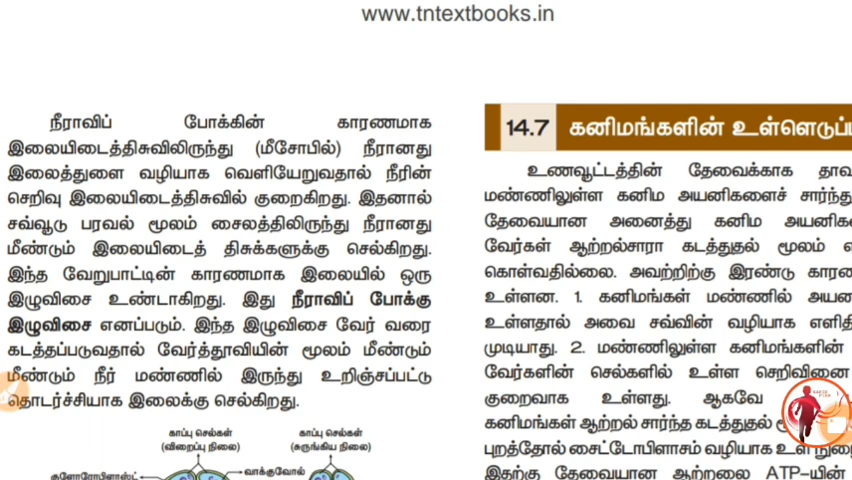 www.tntextbooks.in
நீராவிப் போக்கின் காரணமாக
இலையிடைத்திசுவிலிருந்து (மீசோபில்) நீரானது
இலைத்துளை வழியாக வெளியேறுவதால் நீரின்
செறிவு இலையிடைத்திசுவில் குறைகிறது. இதனால்
சவ்வூடு பரவல் மூலம் சைலத்திலிருந்து நீரானது
மீண்டும் இலையிடைத் திசுக்களுக்கு செல்கிறது.
இந்த வேறுபாட்டின் காரணமாக இலையில் ஒரு
இழுவிசை உண்டாகிறது. இது நீராவிப் போக்கு
இழுவிசை எனப்படும். இந்த இழுவிசை வேர் வரை
கடத்தப்படுவதால் வேர்த்தூவியின் மூலம் மீண்டும்
மீண்டும் நீர் மண்ணில் இருந்து உறிஞ்சப்பட்டு
தொடர்ச்சியாக இலைக்கு செல்கிறது.
காப்பு செல்கள்
(விறைப்பு நிலை)
காப்பு செல்கள்
(சுருங்கிய நிலை)
குளோரோபிளாஸ்ட்
வாக்குவோல்
14.7 கனிமங்களின்
உணவூட்டத்தின் தேவைக்காக
மண்ணிலுள்ள கனிம அயனிகளைச்
தேவையான அனைத்து கனிம
வேர்கள் ஆற்றல்சாரா கடத்துதல் மூலம்
கொள்வதில்லை. அவற்றிற்கு இரண்டு
உள்ளன. 1. கனிமங்கள் மண்ணில்
உள்ளதால் அவை சவ்வின் வழியாக
முடியாது. 2. மண்ணிலுள்ள கனிமங்களின்
வேர்களின் செல்களில் உள்ள செறிவினை
குறைவாக உள்ளது. ஆகவே
கனிமங்கள் ஆற்றல் சார்ந்த கடத்துதல்
புறத்தோல் சைட்டோபிளாசம் வழியாக
இதற்கு தேவையான ஆற்றலை ATP-யின்